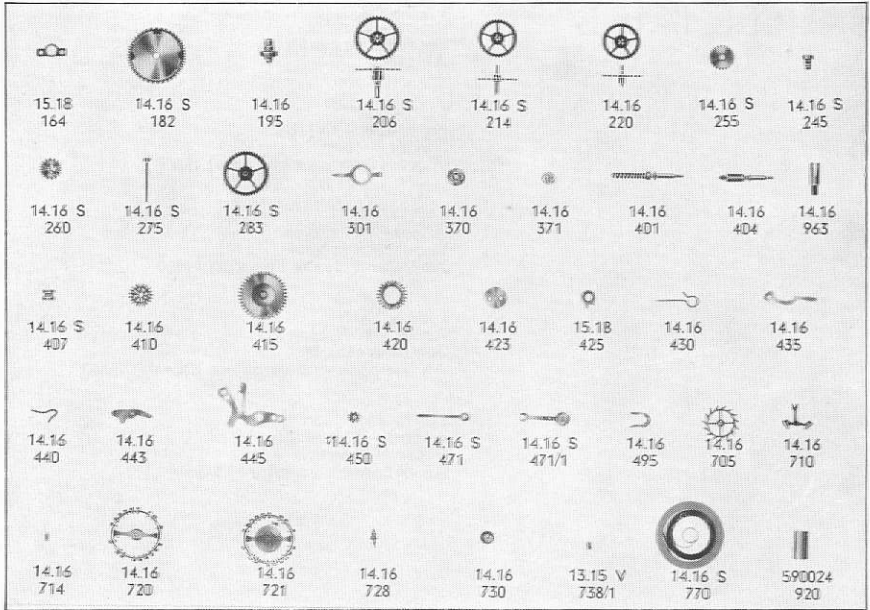 15.18 14.16 S 14.16 14.16 S 14.16 S 14.16 14.16 S 14.16 S
164 182 195 206 214 220 255 245
14.16 S 14.16 S 14.16 S 14.16 14.16 14.16 14.16 14.16 14.16
260 275 283 301 370 371 401 404 963
14.16 S 14.16 14.16 14.16 14.16 15.18 14.16 14.16
407 410 415 420 423 425 430 435
14.16 14.16 14.16 14.16 S 14.16 S 14.16 S 14.16 14.16 14.16
440 443 445 450 471 471/1 495 705 710
14.16 14.16 14.16 14.16 14.16 13.15 V 14.16 S 590024
714 720 721 728 730 738/1 770 920